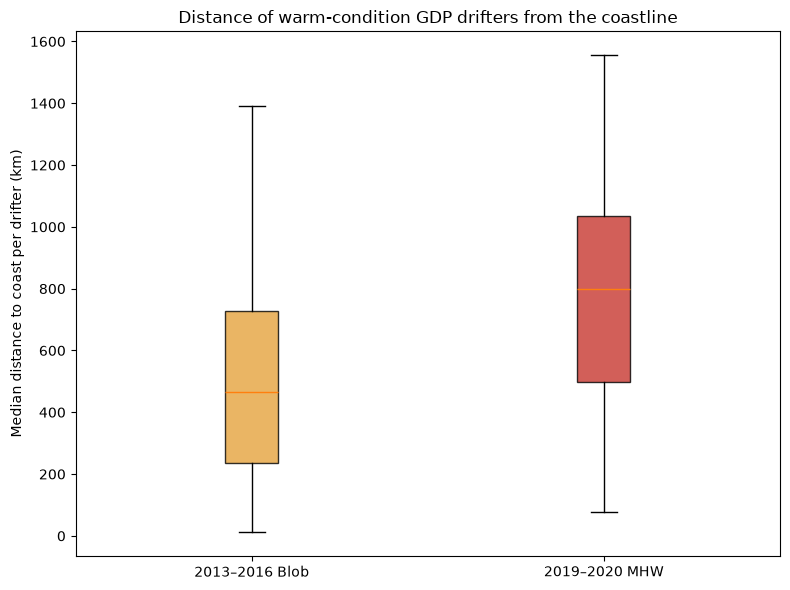 Distance of warm-condition GDP drifters from the coastline
Median distance to coast per drifter (km)
1600
1400
1200
1000
800
600
400
200
0
2013–2016 Blob
2019–2020 MHW